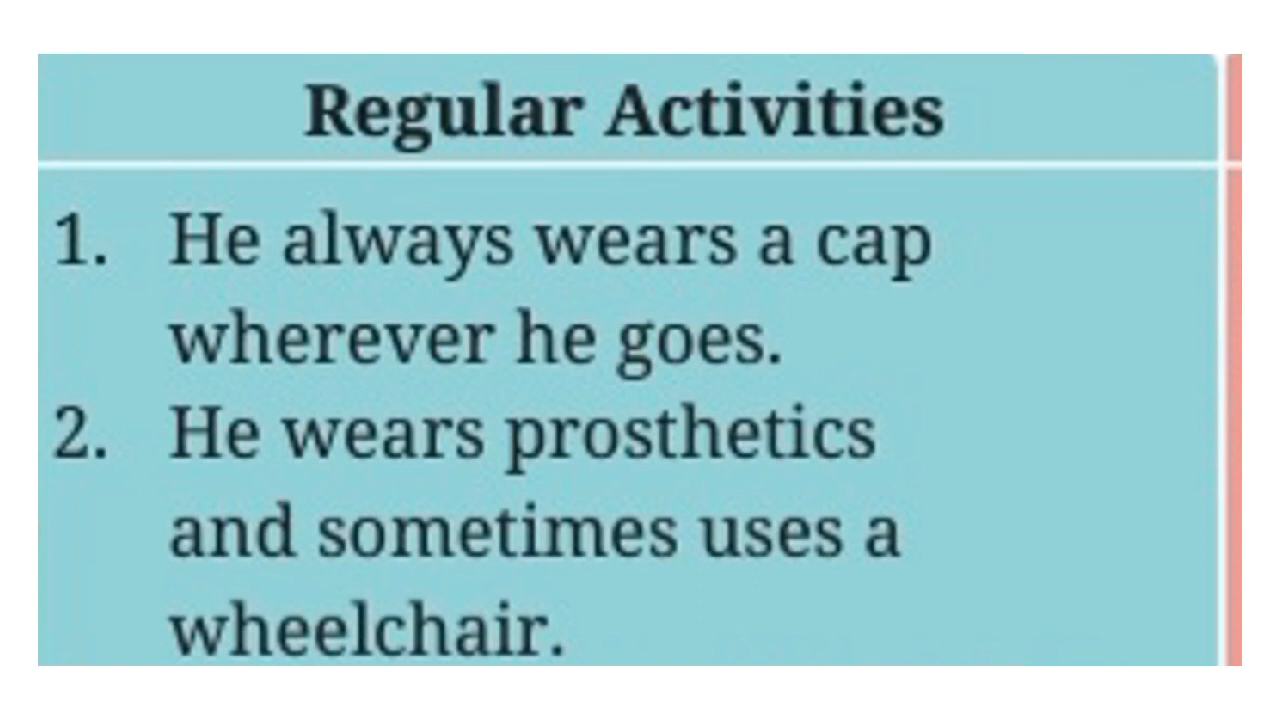 Regular Activities
1. He always wears a cap
wherever he goes.
2. He wears prosthetics
and sometimes uses a
wheelchair.